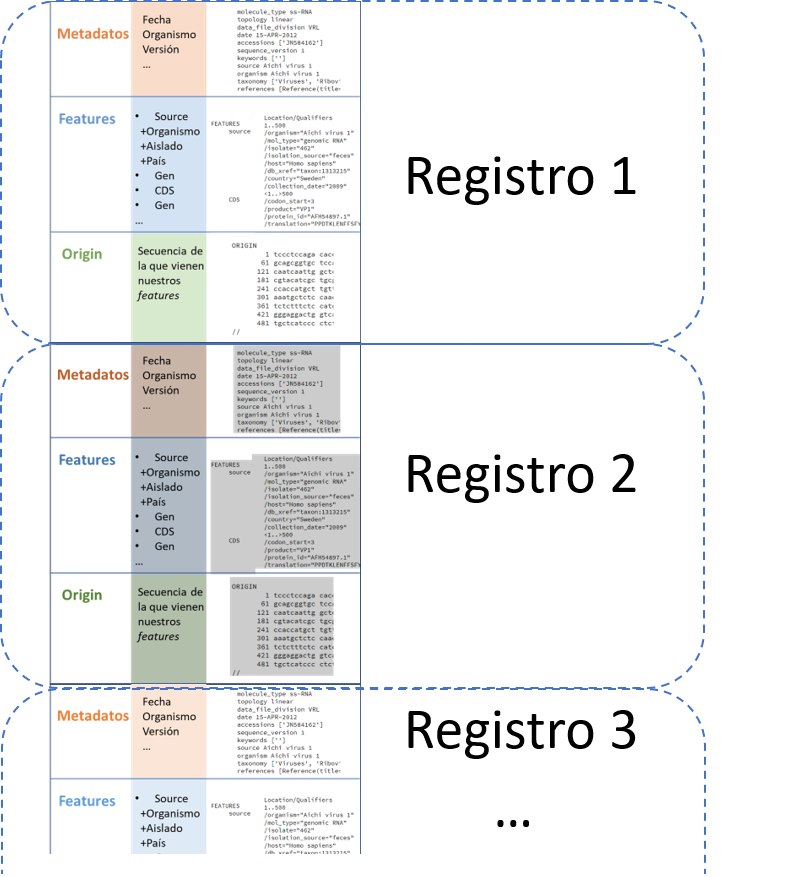 Metadatos
Fecha
Organismo
Versión
...
molecule_type ss-RNA
topology linear
data_file_division VRL
date 15-APR-2012
accessions ['JN584162']
sequence_version 1
keywords ['']
source Aichi virus 1
organism Aichi virus 1
taxonomy ['Viruses', 'Ribov
references [Reference(title=
Features
• Source
+Organismo
+Aislado
+País
• Gen
• CDS
• Gen
...
Location/Qualifiers
FEATURES
source
1..500
/organism="Aichi virus 1"
/mol_type="genomic RNA"
/isolate="462"
/isolation_source="feces"
/host="Homo sapiens"
/db_xref="taxon:1313215"
/country="Sweden"
/collection_date="2009"
CDS
<1..>500
/codon_start=3
/product="VP1"
/protein_id="AFH54897.1"
/translation="PPDTKLENFFSFY
Registro 1
Origin
Secuencia de
la que vienen
nuestros
features
ORIGIN
1 tccctccaga cacc
61 gcagcggtgc tcc
121 caatcaattg gct
181 cgtacatcgc tgc
241 ccaccatgct tgt
301 aaatgctctc caa
361 tctctttctc cat
421 gggaggactg gtc
481 tgctcatccc ctc
//
Metadatos
Fecha
Organismo
Versión
...
molecule_type ss-RNA
topology linear
data_file_division VRL
date 15-APR-2012
accessions ['JN584162']
sequence_version 1
keywords ['']
source Aichi virus 1
organism Aichi virus 1
taxonomy ['Viruses', 'Ribov
references [Reference(title=
Features
• Source
+Organismo
+Aislado
+País
• Gen
• CDS
• Gen
...
Location/Qualifiers
FEATURES
source
1..500
/organism="Aichi virus 1"
/mol_type="genomic RNA"
/isolate="462"
/isolation_source="feces"
/host="Homo sapiens"
/db_xref="taxon:1313215"
/country="Sweden"
/collection_date="2009"
CDS
<1..>500
/codon_start=3
/product="VP1"
/protein_id="AFH54897.1"
/translation="PPDTKLENFFSFY
Registro 2
Origin
Secuencia de
la que vienen
nuestros
features
ORIGIN
1 tccctccaga cacc
61 gcagcggtgc tcc
121 caatcaattg gct
181 cgtacatcgc tgc
241 ccaccatgct tgt
301 aaatgctctc caa
361 tctctttctc cat
421 gggaggactg gtc
481 tgctcatccc ctc
//
Metadatos
Fecha
Organismo
Versión
...
molecule_type ss-RNA
topology linear
data_file_division VRL
date 15-APR-2012
accessions ['JN584162']
sequence_version 1
keywords ['']
source Aichi virus 1
organism Aichi virus 1
taxonomy ['Viruses', 'Ribov
references [Reference(title=
Registro 3
Features
• Source
+Organismo
+Aislado
+País
Location/Qualifiers
FEATURES
source
1..500
/organism="Aichi virus 1"
/mol_type="genomic RNA"
/isolate="462"
/isolation_source="feces"
/host="Homo sapiens"
/db_xref="taxon:1313215"
...